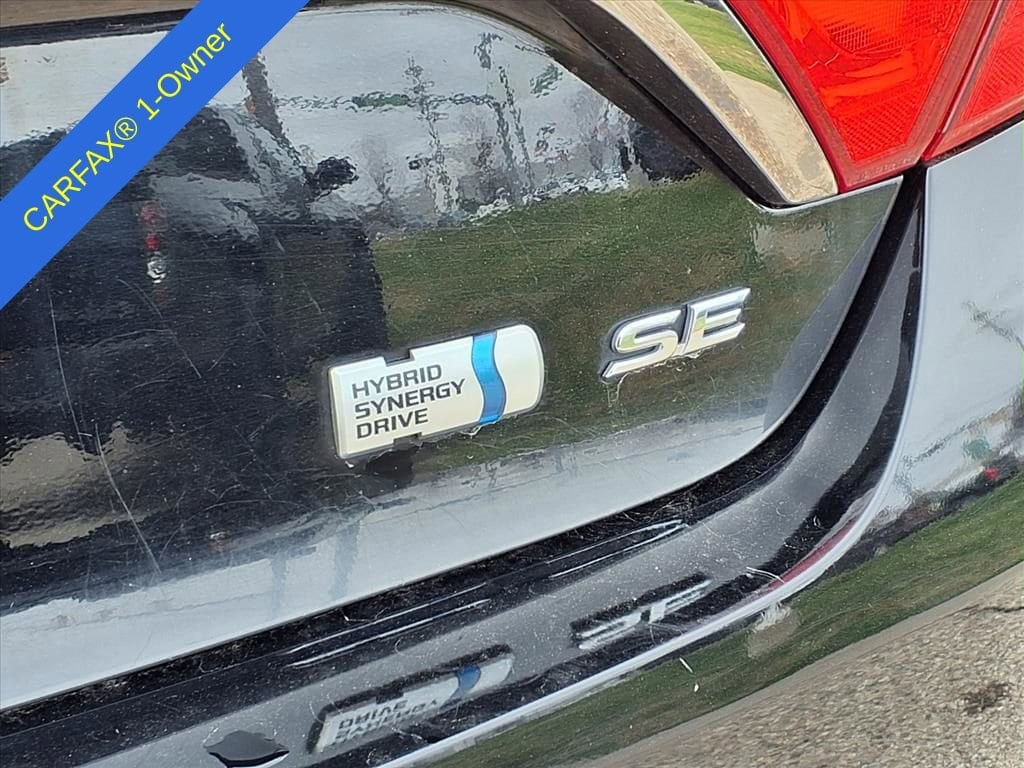 CARFAX® 1-Owner
HYBRID
SYNERGY
DRIVE
SE